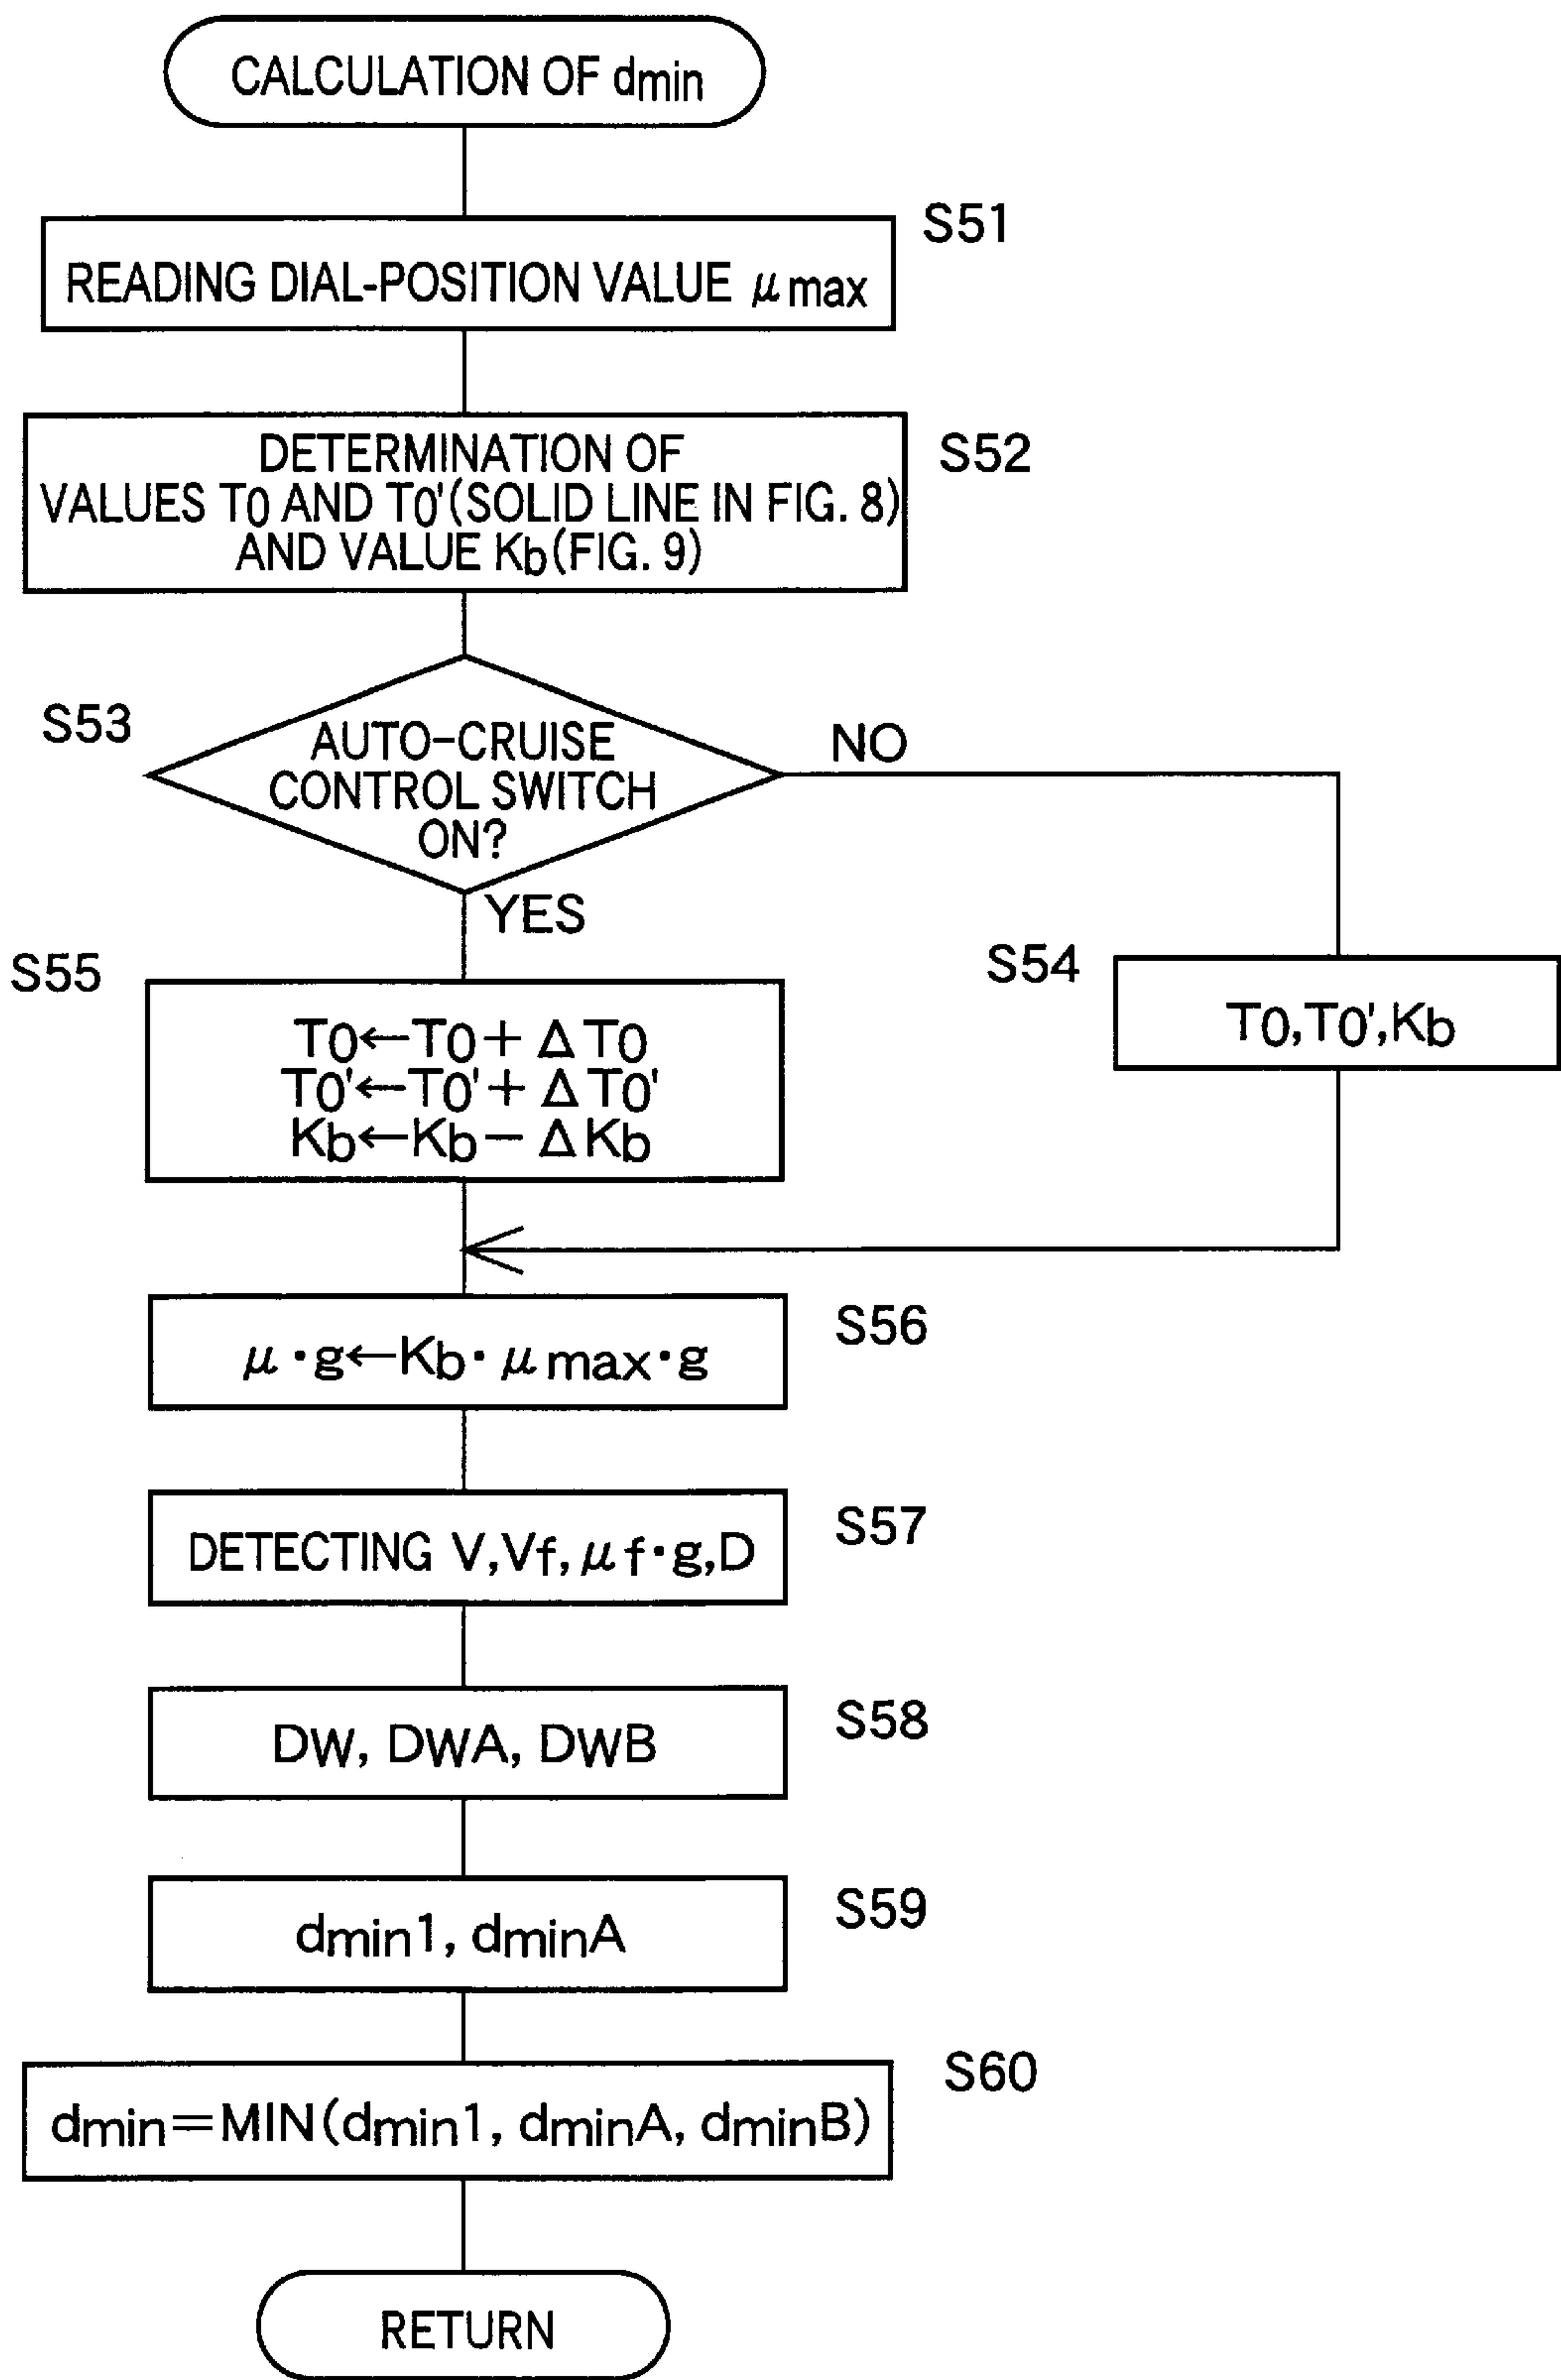 CALCULATION OF dmin
S51
READING DIAL-POSITION VALUE μmax
S52
DETERMINATION OF
VALUES T0 AND T0'(SOLID LINE IN FIG. 8)
AND VALUE Kb(FIG. 9)
S53
AUTO-CRUISE
CONTROL SWITCH
ON?
NO
YES
S54
T0,T0',Kb
S55
T0←T0+ΔT0
T0'←T0'+ΔT0'
Kb←Kb−ΔKb
S56
μ·g←Kb·μmax·g
S57
DETECTING V,Vf,μf·g,D
S58
DW, DWA, DWB
S59
dmin1, dminA
S60
dmin=MIN(dmin1, dminA, dminB)
RETURN